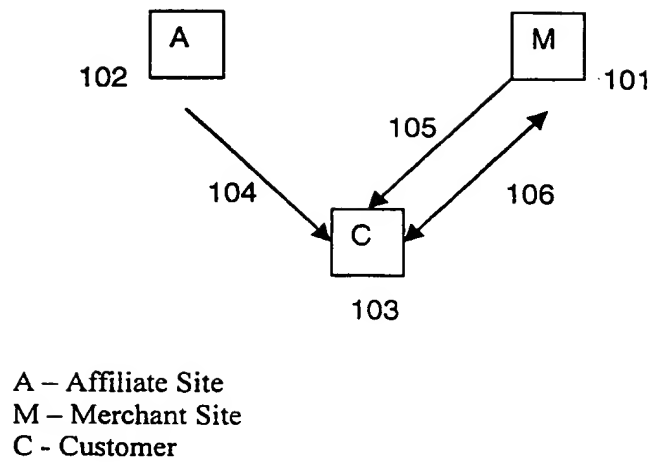 A
M
102
101
105
104
106
C
103
A – Affiliate Site
M – Merchant Site
C - Customer